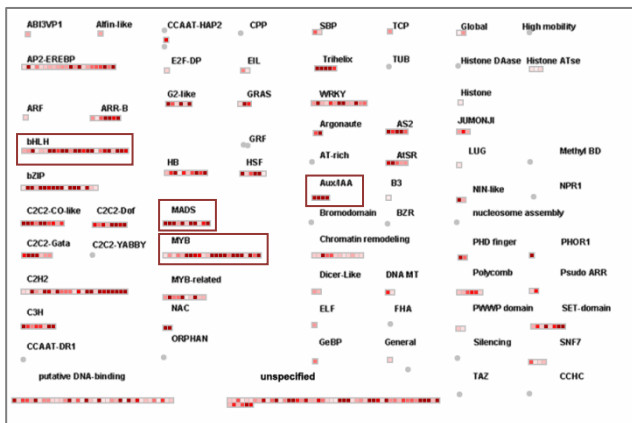 ABI3VP1 Alfin-like CCAAT-HAP2 CPP SBP TCP Global High mobility
AP2-EREBP E2F-DP EIL Trihelix TUB Histone DAase Histone ATse
G2-like GRAS WRKY Histone
ARF ARR-B Argonaute AS2 JUMONJI
bHLH GRF AT-rich AtSR LUG Methyl BD
HB HSF
bZIP Aux/IAA B3 NIN-like NPR1
C2C2-CO-like C2C2-Dof MADS Bromodomain BZR nucleosome assembly
C2C2-Gata C2C2-YABBY MYB Chromatin remodeling PHD finger PHOR1
C2H2 MYB-related Dicer-Like DNA MT Polycomb Psudo ARR
C3H NAC ELF FHA PWWP domain SET-domain
CCAAT-DR1 ORPHAN GeBP General Silencing SNF7
putative DNA-binding unspecified TAZ CCHC